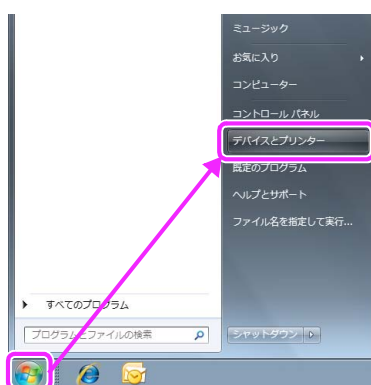 ミュージック
お気に入り
コンピューター
コントロール パネル
デバイスとプリンター
既定のプログラム
ヘルプとサポート
ファイル名を指定して実行...
すべてのプログラム
プログラムとファイルの検索
シャットダウン